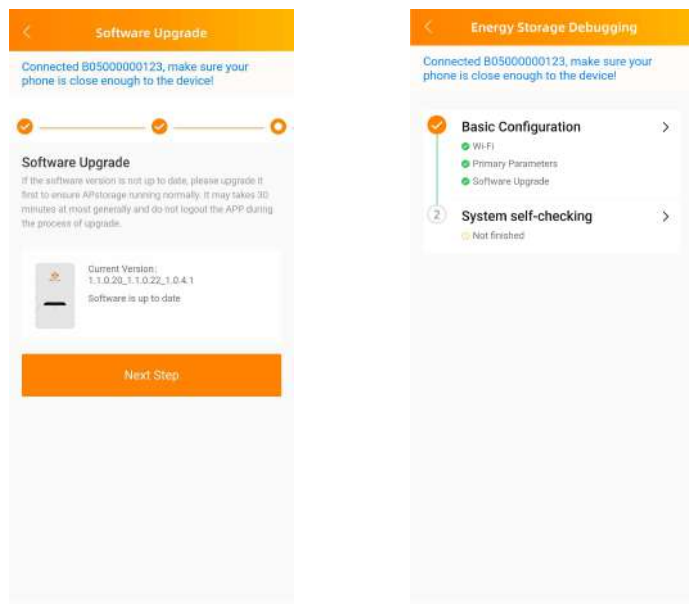 Software Upgrade
Connected B05000000123, make sure your
phone is close enough to the device!
Software Upgrade
If the software version is not up to date, please upgrade it
first to ensure APstorage running normally. It may takes 30
minutes at most generally and do not logout the APP during
the process of upgrade.
Current Version:
1.1.0.20_1.1.0.22_1.0.4.1
Software is up to date
Next Step
Energy Storage Debugging
Connected B05000000123, make sure your
phone is close enough to the device!
Basic Configuration
Wi-Fi
Primary Parameters
Software Upgrade
2
System self-checking
Not finished